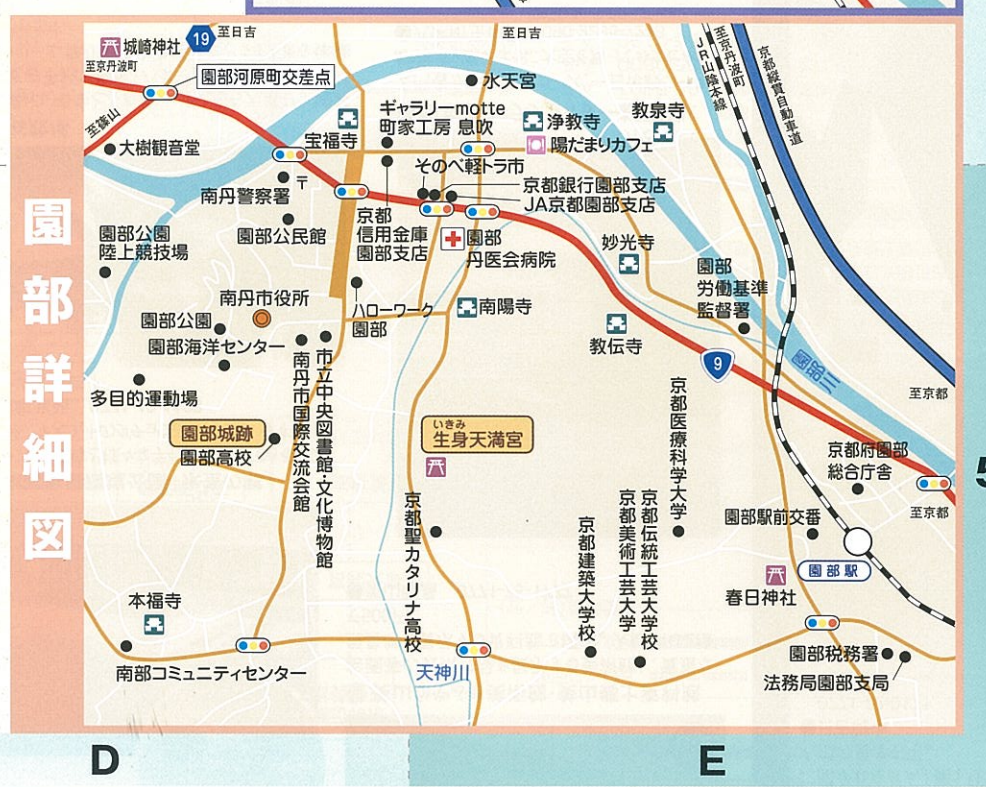 園部詳細図
城崎神社
19
至日吉
至日吉
至京丹波町
園部河原町交差点
至篠山
水天宮
JR山陰本線
至京丹波町
京都縦貫自動車道
大樹観音堂
宝福寺
ギャラリーmotte
町家工房 息吹
浄教寺
陽だまりカフェ
教泉寺
そのべ軽トラ市
京都銀行園部支店
JA京都園部支店
〒
南丹警察署
園部公民館
京都
信用金庫
園部支店
園部
丹医会病院
妙光寺
園部公園
陸上競技場
園部
労働基準
監督署
南丹市役所
園部公園
園部海洋センター
ハローワーク
園部
南陽寺
教伝寺
9
園部川
至京都
多目的運動場
南丹市国際交流会館
市立中央図書館・文化博物館
園部城跡
園部高校
いきみ
生身天満宮
京都聖カタリナ高校
京都医療科学大学
京都府園部
総合庁舎
至京都
京都建築大学校
京都美術工芸大学
京都伝統工芸大学校
園部駅前交番
園部駅
春日神社
本福寺
南部コミュニティセンター
天神川
園部税務署
法務局園部支局
5
D
E